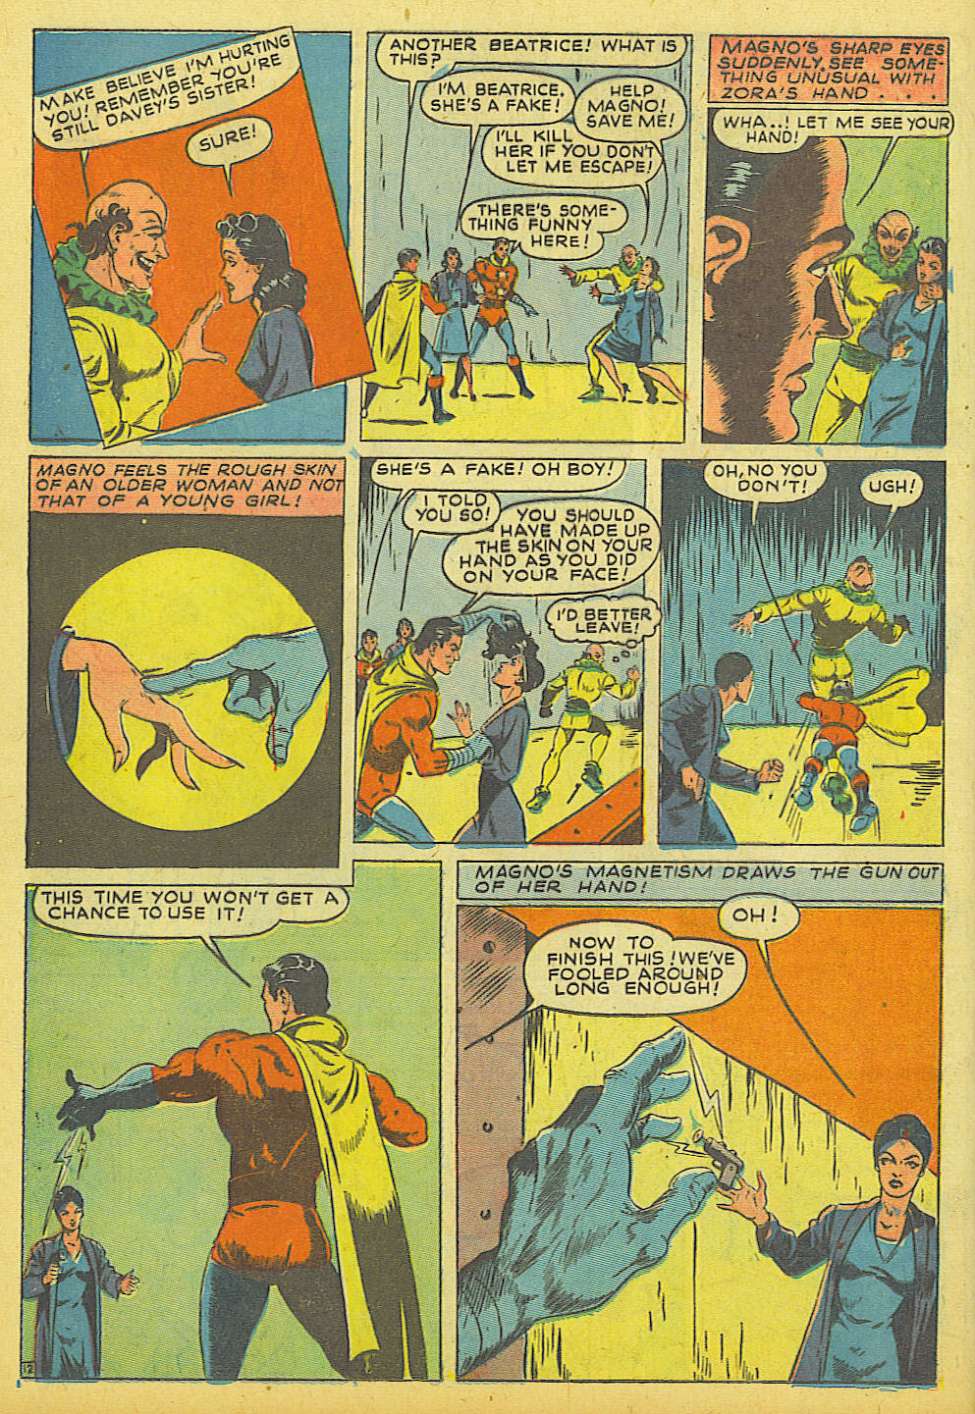 MAKE BELIEVE I'M HURTING
YOU! REMEMBER YOU'RE
STILL DAVEY'S SISTER!
SURE!
ANOTHER BEATRICE! WHAT IS
THIS?
I'M BEATRICE.
SHE'S A FAKE!
HELP
MAGNO!
SAVE ME!
I'LL KILL
HER IF YOU DON'T
LET ME ESCAPE!
THERE'S SOME-
THING FUNNY
HERE!
MAGNO'S SHARP EYES
SUDDENLY SEE SOME-
THING UNUSUAL WITH
ZORA'S HAND . . .
WHA..! LET ME SEE YOUR
HAND!
MAGNO FEELS THE ROUGH SKIN
OF AN OLDER WOMAN AND NOT
THAT OF A YOUNG GIRL!
SHE'S A FAKE! OH BOY!
I TOLD
YOU SO!
YOU SHOULD
HAVE MADE UP
THE SKIN ON YOUR
HAND AS YOU DID
ON YOUR FACE!
I'D BETTER
LEAVE!
OH, NO YOU
DON'T!
UGH!
THIS TIME YOU WON'T GET A
CHANCE TO USE IT!
12
MAGNO'S MAGNETISM DRAWS THE GUN OUT
OF HER HAND!
OH!
NOW TO
FINISH THIS! WE'VE
FOOLED AROUND
LONG ENOUGH!